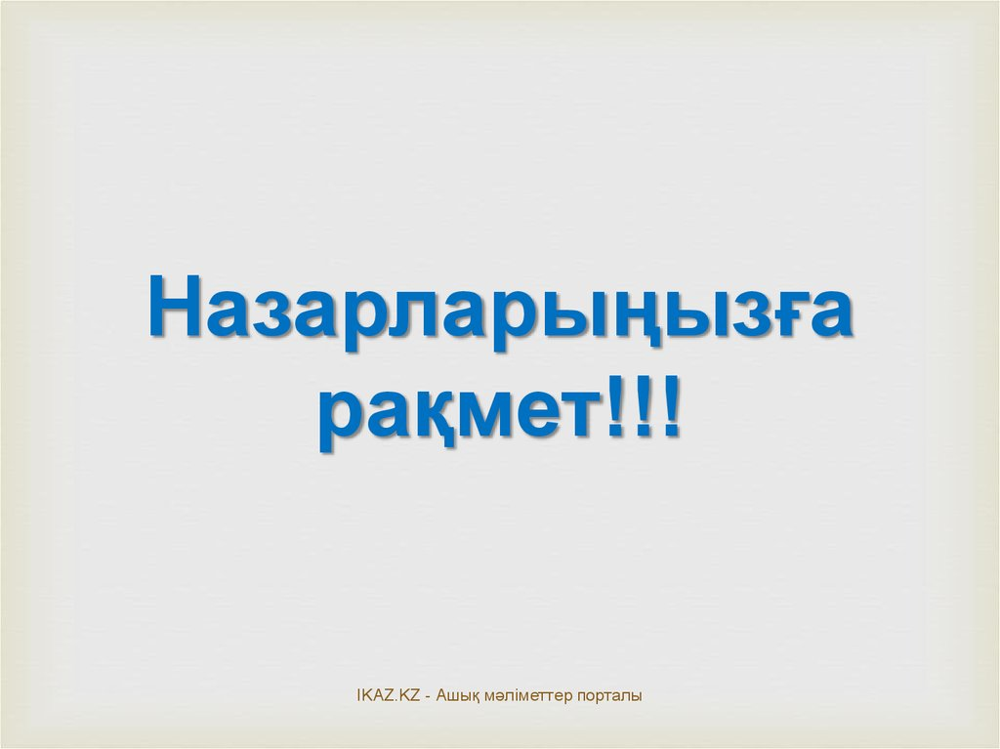 Назарларыңызға
рақмет!!!
IKAZ.KZ - Ашық мәліметтер порталы